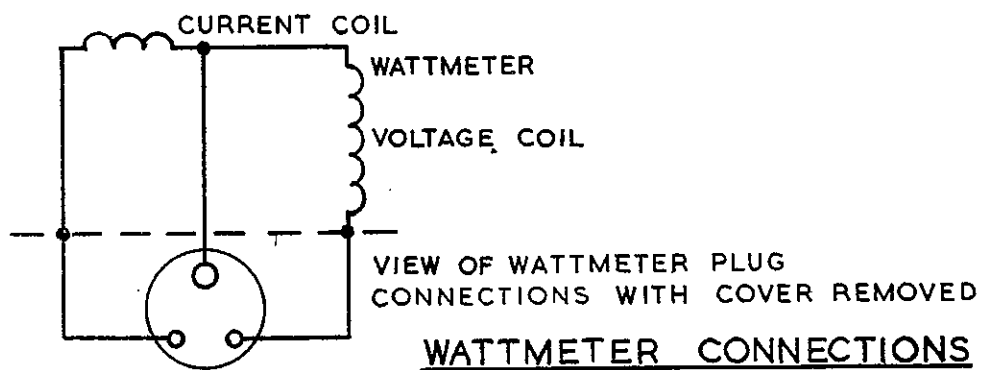 CURRENT COIL
WATTMETER
VOLTAGE COIL
VIEW OF WATTMETER PLUG
CONNECTIONS WITH COVER REMOVED
WATTMETER CONNECTIONS